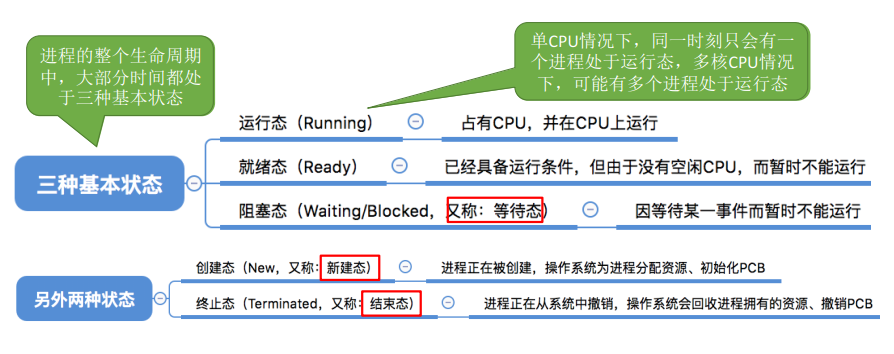 进程的整个生命周期
中，大部分时间都处
于三种基本状态
单CPU情况下，同一时刻只会有一
个进程处于运行态，多核CPU情况
下，可能有多个进程处于运行态
三种基本状态
运行态（Running）
占有CPU，并在CPU上运行
就绪态（Ready）
已经具备运行条件，但由于没有空闲CPU，而暂时不能运行
阻塞态（Waiting/Blocked，又称：等待态）
因等待某一事件而暂时不能运行
另外两种状态
创建态（New，又称：新建态）
进程正在被创建，操作系统为进程分配资源、初始化PCB
终止态（Terminated，又称：结束态）
进程正在从系统中撤销，操作系统会回收进程拥有的资源、撤销PCB